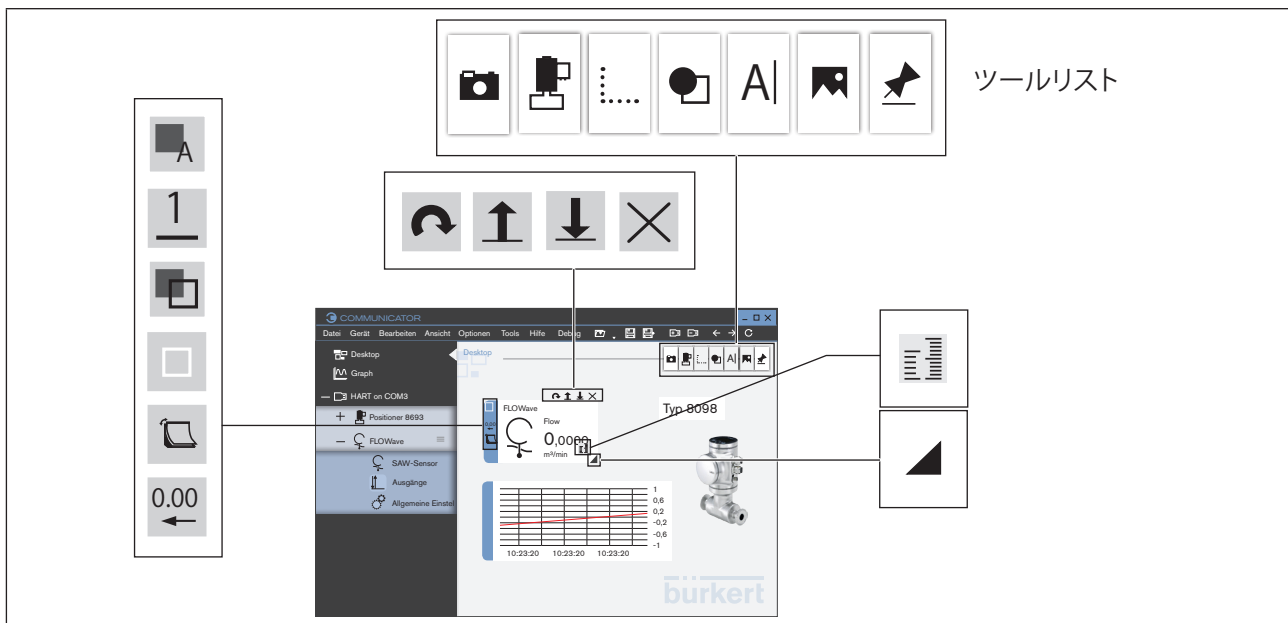 A|
ツールリスト
A
1
0.00
COMMUNICATOR
Datei Gerät Bearbeiten Ansicht Optionen Tools Hilfe Debug
Desktop
Desktop
A|
Graph
HART on COM3
Positioner 8693
FLOWave
SAW-Sensor
Ausgänge
Allgemeine Einstel
FLOWave
Typ 8098
Flow
0,00
0,0000
m³/min
1
0,6
0,2
-0,2
-0,6
-1
10:23:20 10:23:20 10:23:20
bürkert